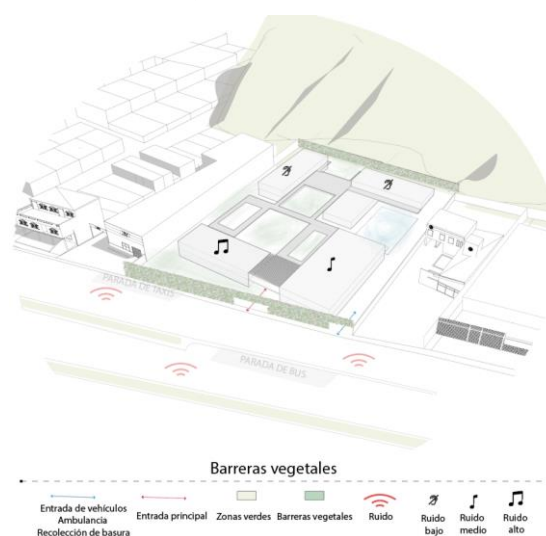 PARADA DE TAXIS
PARADA DE BUS
Barreras vegetales
Entrada de vehículos
Ambulancia
Recolección de basura
Entrada principal
Zonas verdes
Barreras vegetales
Ruido
Ruido
bajo
Ruido
medio
Ruido
alto